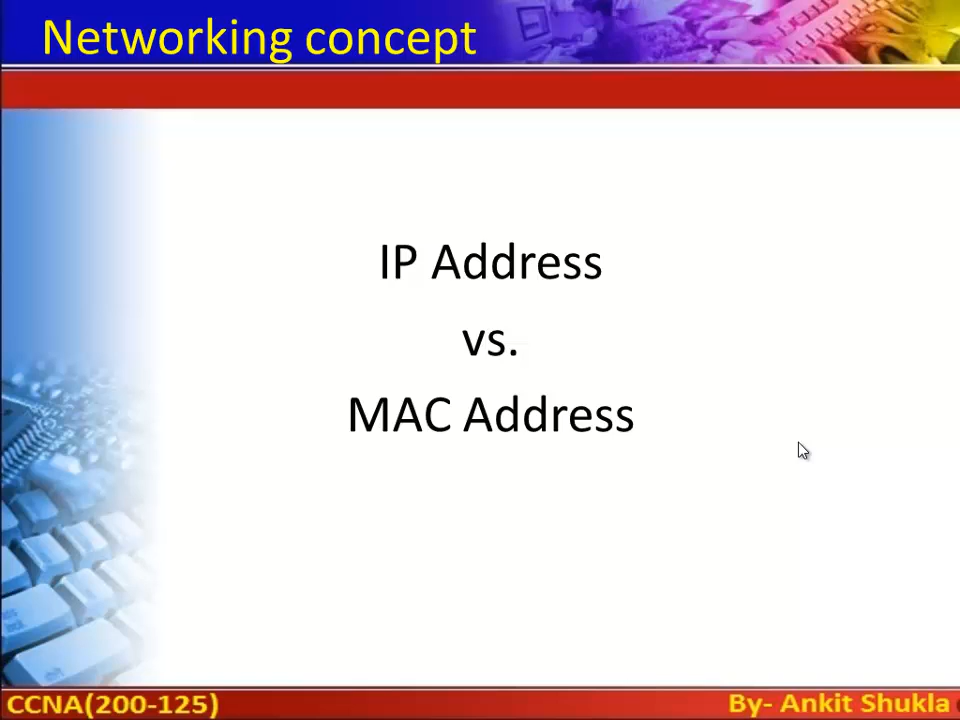 Networking concept
IP Address
vs.
MAC Address
CCNA(200-125)
By- Ankit Shukla